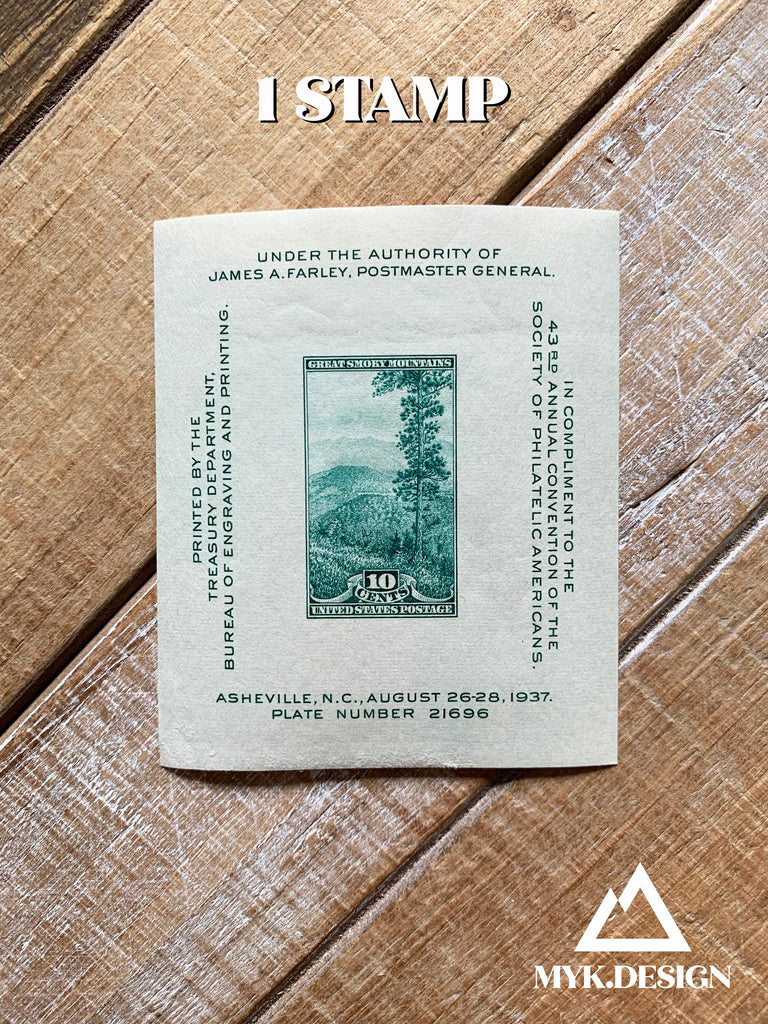 1 STAMP
UNDER THE AUTHORITY OF
JAMES A. FARLEY, POSTMASTER GENERAL.
PRINTED BY THE
TREASURY DEPARTMENT,
BUREAU OF ENGRAVING AND PRINTING.
GREAT SMOKY MOUNTAINS
10
CENTS
UNITED STATES POSTAGE
IN COMPLIMENT TO THE
43RD ANNUAL CONVENTION OF THE
SOCIETY OF PHILATELIC AMERICANS.
ASHEVILLE, N.C., AUGUST 26-28, 1937.
PLATE NUMBER 21696
MYK.DESIGN